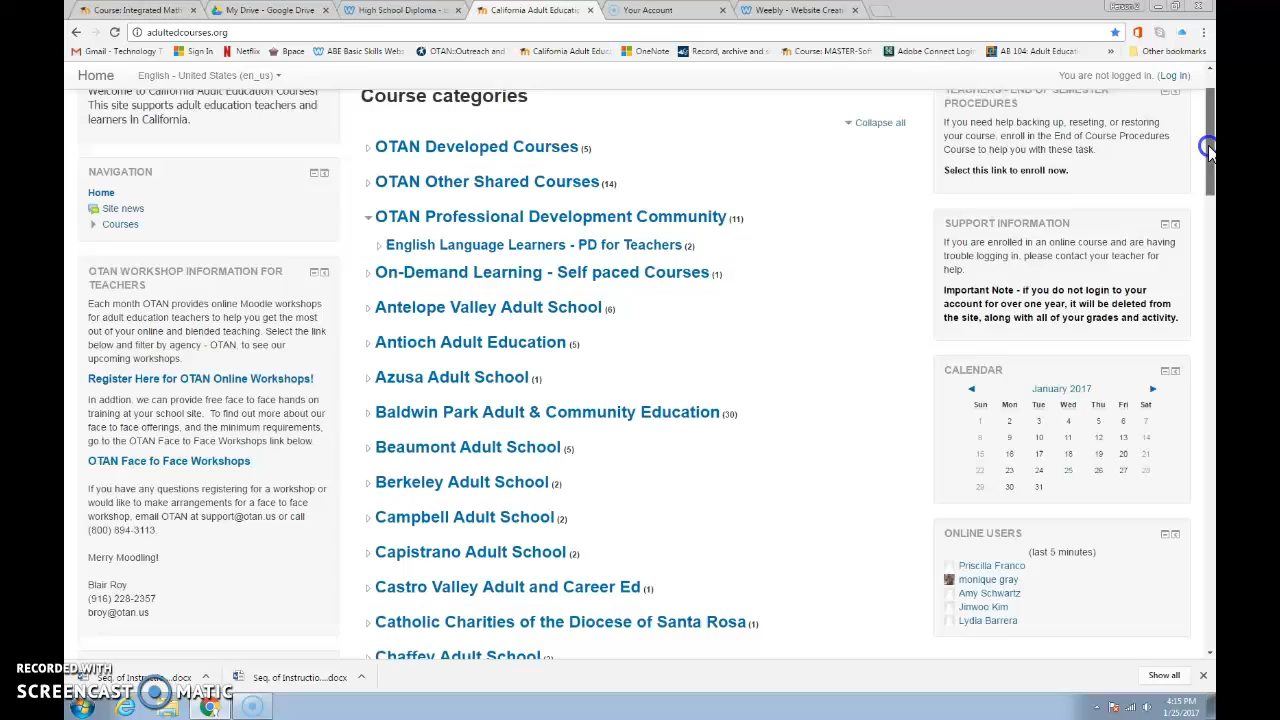 Course: Integrated Math
My Drive - Google Drive
High School Diploma -
California Adult Educatio
Your Account
Weebly - Website Creat
Person 2
adultedcourses.org
Gmail - Technology T
Sign In
Netflix
Bpace
ABE Basic Skills Webs
OTAN::Outreach and
California Adult Educ
OneNote
Record, archive and s
Course: MASTER-Soft
Adobe Connect Login
AB 104: Adult Educat
»
Other bookmarks
Home
English - United States (en_us)
You are not logged in. (Log in)
Welcome to California Adult Education Courses!
This site supports adult education teachers and
learners in California.
NAVIGATION
Home
Site news
Courses
OTAN WORKSHOP INFORMATION FOR
TEACHERS
Each month OTAN provides online Moodle workshops
for adult education teachers to help you get the most
out of your online and blended teaching. Select the link
below and filter by agency - OTAN, to see our
upcoming workshops.
Register Here for OTAN Online Workshops!
In addtion, we can provide free face to face hands on
training at your school site. To find out more about our
face to face offerings, and the minimum requirements,
go to the OTAN Face to Face Workshops link below.
OTAN Face fo Face Workshops
If you have any questions registering for a workshop or
would like to make arrangements for a face to face
workshop, email OTAN at support@otan.us or call
(800) 894-3113.
Merry Moodling!
Blair Roy
(916) 228-2357
broy@otan.us
Course categories
Collapse all
OTAN Developed Courses (5)
OTAN Other Shared Courses (14)
OTAN Professional Development Community (11)
English Language Learners - PD for Teachers (2)
On-Demand Learning - Self paced Courses (1)
Antelope Valley Adult School (6)
Antioch Adult Education (5)
Azusa Adult School (1)
Baldwin Park Adult & Community Education (30)
Beaumont Adult School (5)
Berkeley Adult School (2)
Campbell Adult School (2)
Capistrano Adult School (2)
Castro Valley Adult and Career Ed (1)
Catholic Charities of the Diocese of Santa Rosa (1)
Chaffey Adult School
TEACHERS - END OF SEMESTER
PROCEDURES
If you need help backing up, reseting, or restoring
your course, enroll in the End of Course Procedures
Course to help you with these task.
Select this link to enroll now.
SUPPORT INFORMATION
If you are enrolled in an online course and are having
trouble logging in, please contact your teacher for
help.
Important Note - if you do not login to your
account for over one year, it will be deleted from
the site, along with all of your grades and activity.
CALENDAR
◄ January 2017 ►
Sun Mon Tue Wed Thu Fri Sat
1 2 3 4 5 6 7
8 9 10 11 12 13 14
15 16 17 18 19 20 21
22 23 24 25 26 27 28
29 30 31
ONLINE USERS
(last 5 minutes)
Priscilla Franco
monique gray
Amy Schwartz
Jinwoo Kim
Lydia Barrera
Seq. of Instructio....docx
Seq. of Instructio....docx
Show all
RECORDED WITH
SCREENCAST MATIC
4:15 PM
1/25/2017